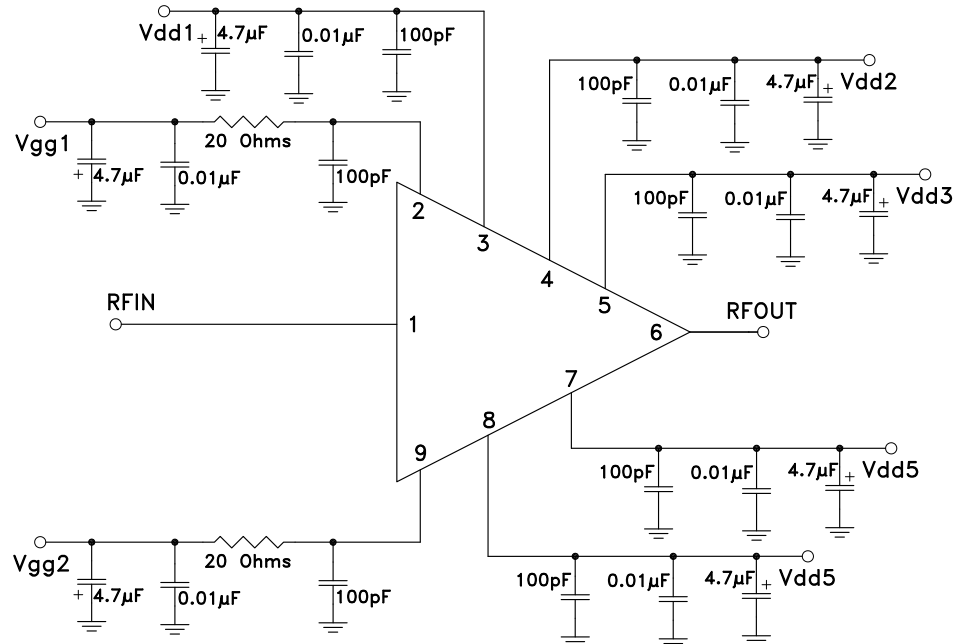 Vdd1
+
4.7µF
0.01µF
100pF
100pF
0.01µF
4.7µF
+
Vdd2
Vgg1
20 Ohms
+
4.7µF
0.01µF
100pF
100pF
0.01µF
4.7µF
+
Vdd3
2
3
4
5
RFIN
1
6
RFOUT
7
8
9
100pF
0.01µF
4.7µF
+
Vdd5
Vgg2
20 Ohms
+
4.7µF
0.01µF
100pF
100pF
0.01µF
4.7µF
+
Vdd5